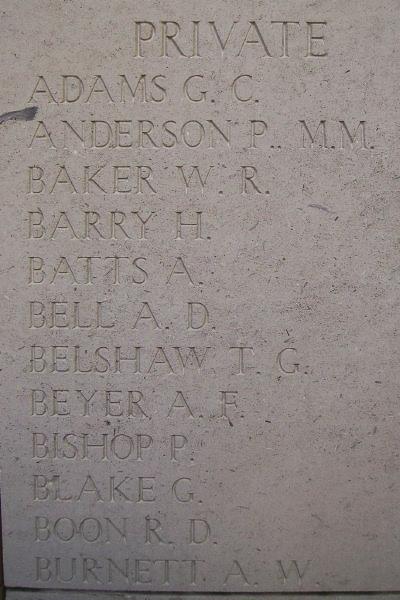 PRIVATE
ADAMS G. C.
ANDERSON P., M.M.
BAKER W. R.
BARRY H.
BATTS A.
BELL A. D.
BELSHAW T. G.
BEYER A. F.
BISHOP P.
BLAKE G.
BOON R. D.
BURNETT A. W.